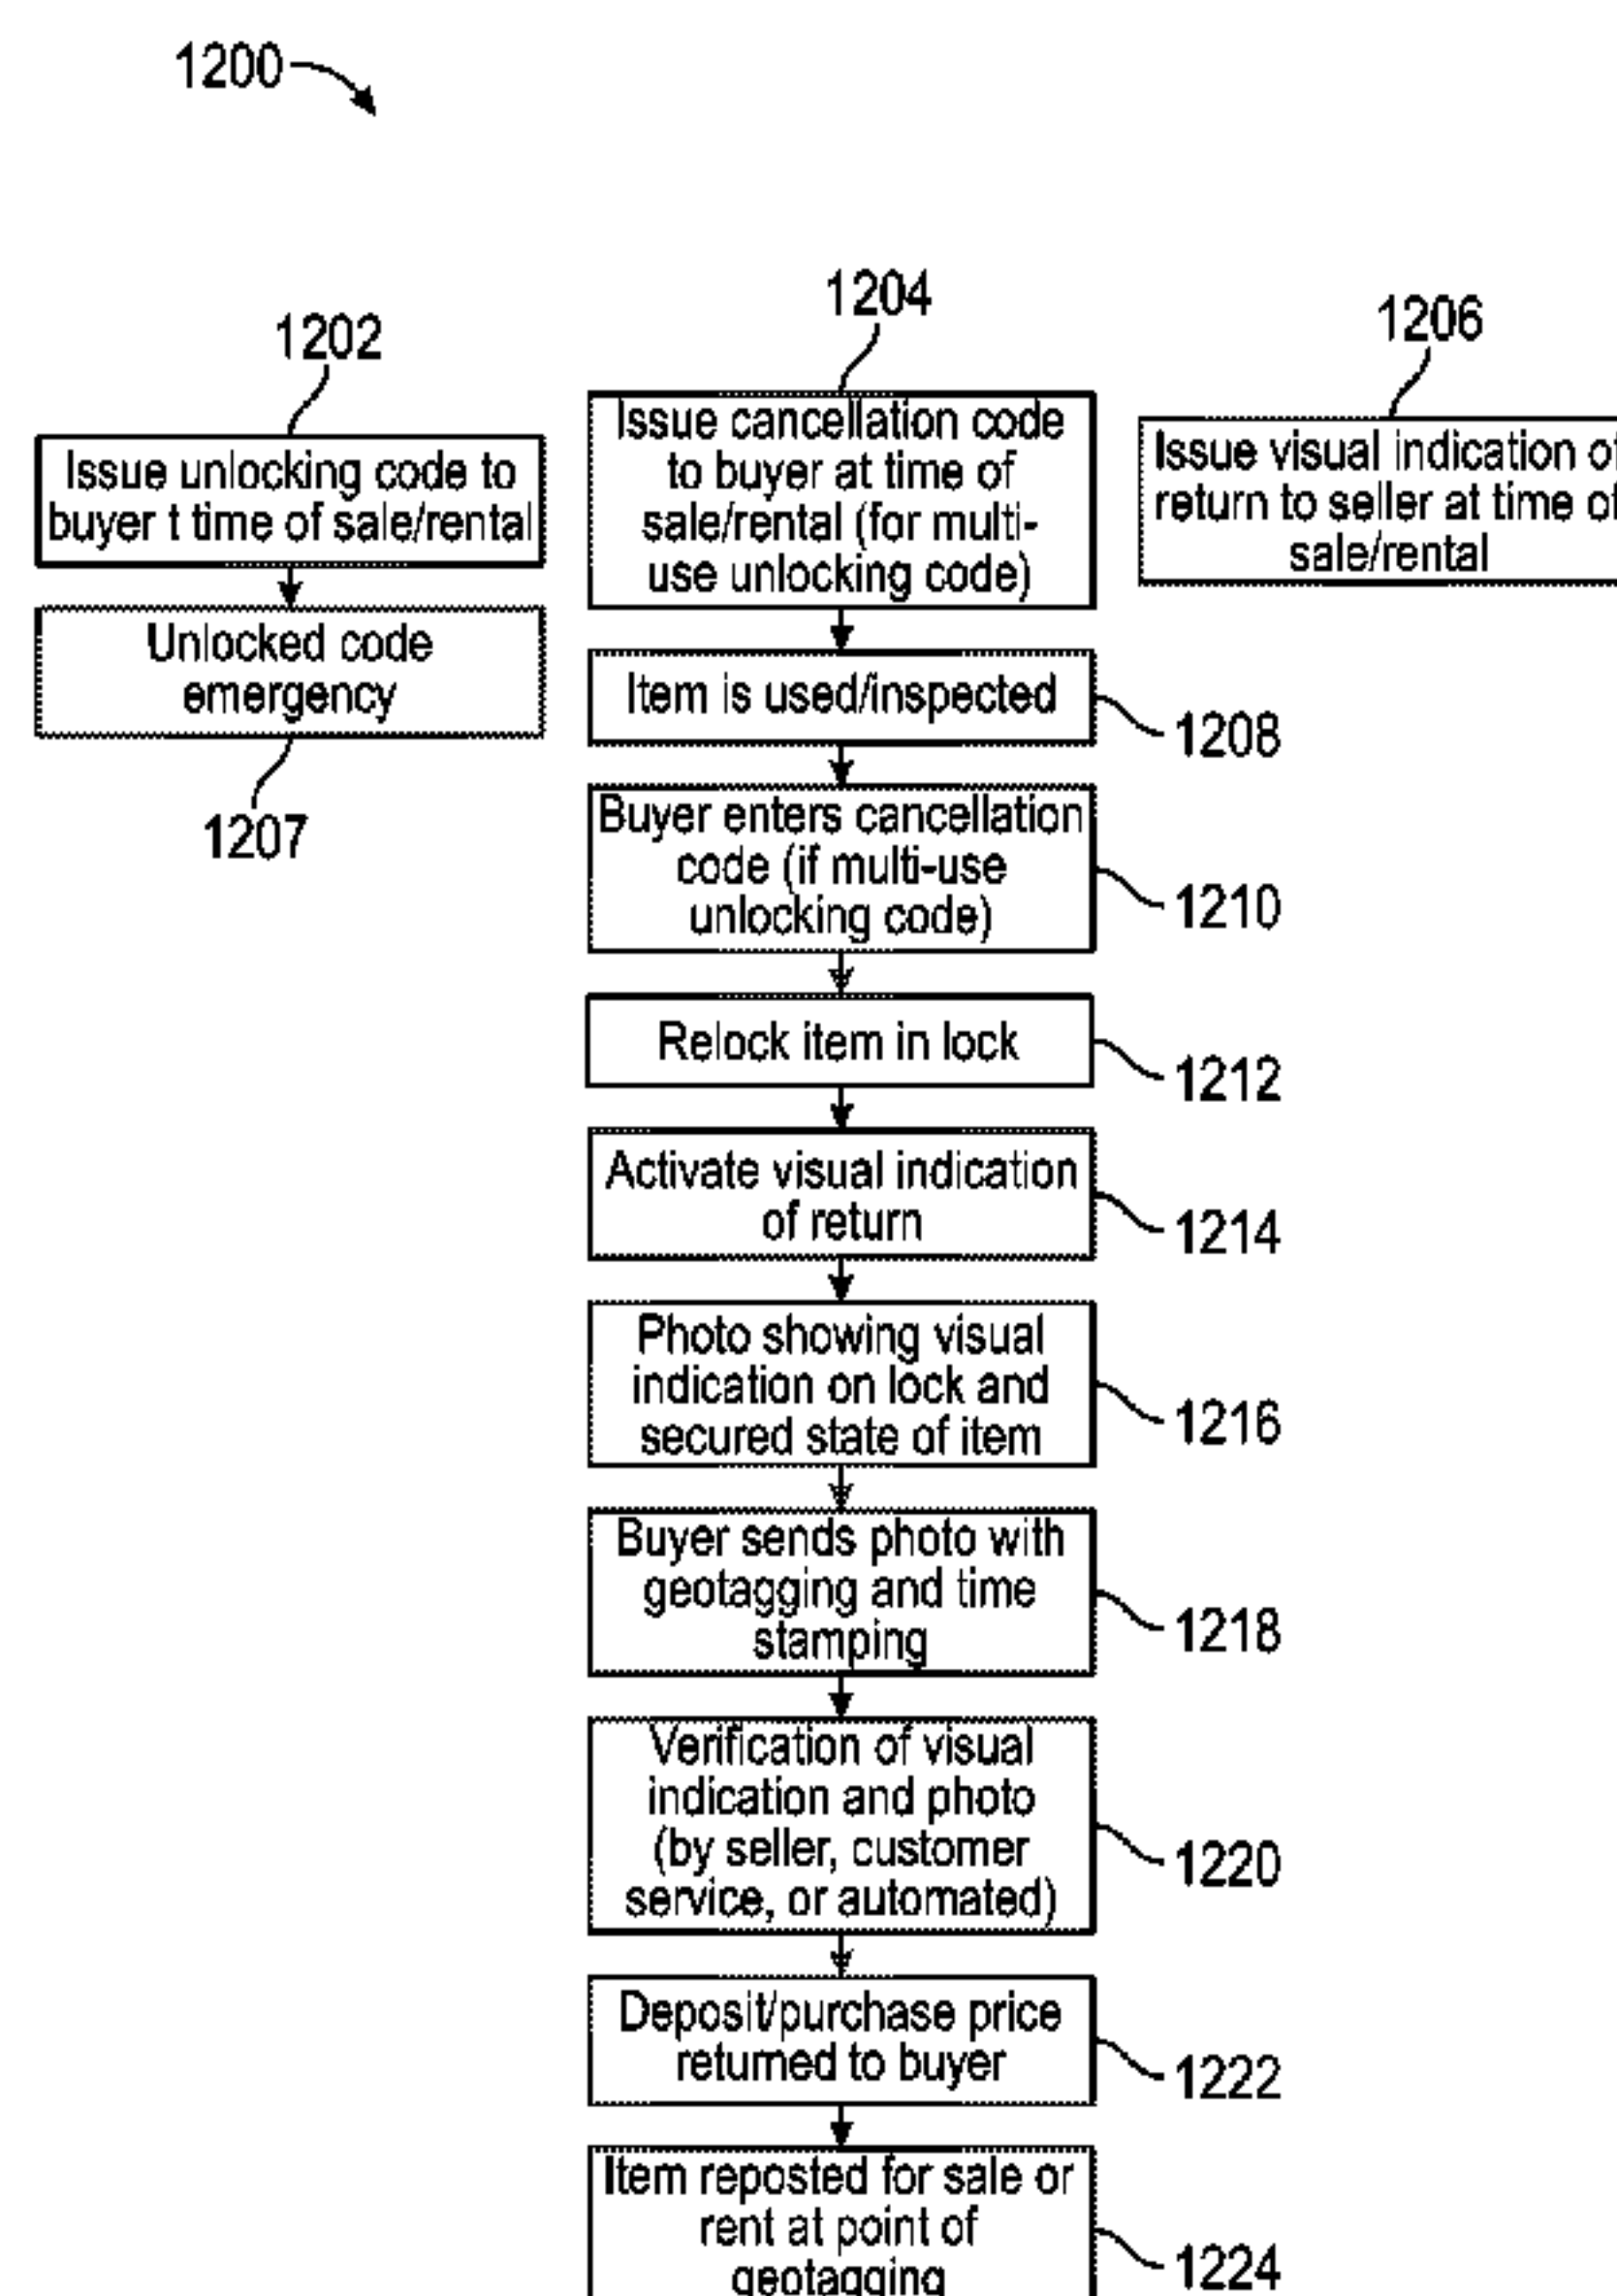 1200
1202
Issue unlocking code to
buyer t time of sale/rental
Unlocked code
emergency
1207
1204
Issue cancellation code
to buyer at time of
sale/rental (for multi-
use unlocking code)
1206
Issue visual indication of
return to seller at time of
sale/rental
Item is used/inspected
1208
Buyer enters cancellation
code (if multi-use
unlocking code)
1210
Relock item in lock
1212
Activate visual indication
of return
1214
Photo showing visual
indication on lock and
secured state of item
1216
Buyer sends photo with
geotagging and time
stamping
1218
Verification of visual
indication and photo
(by seller, customer
service, or automated)
1220
Deposit/purchase price
returned to buyer
1222
Item reposted for sale or
rent at point of
geotagging
1224